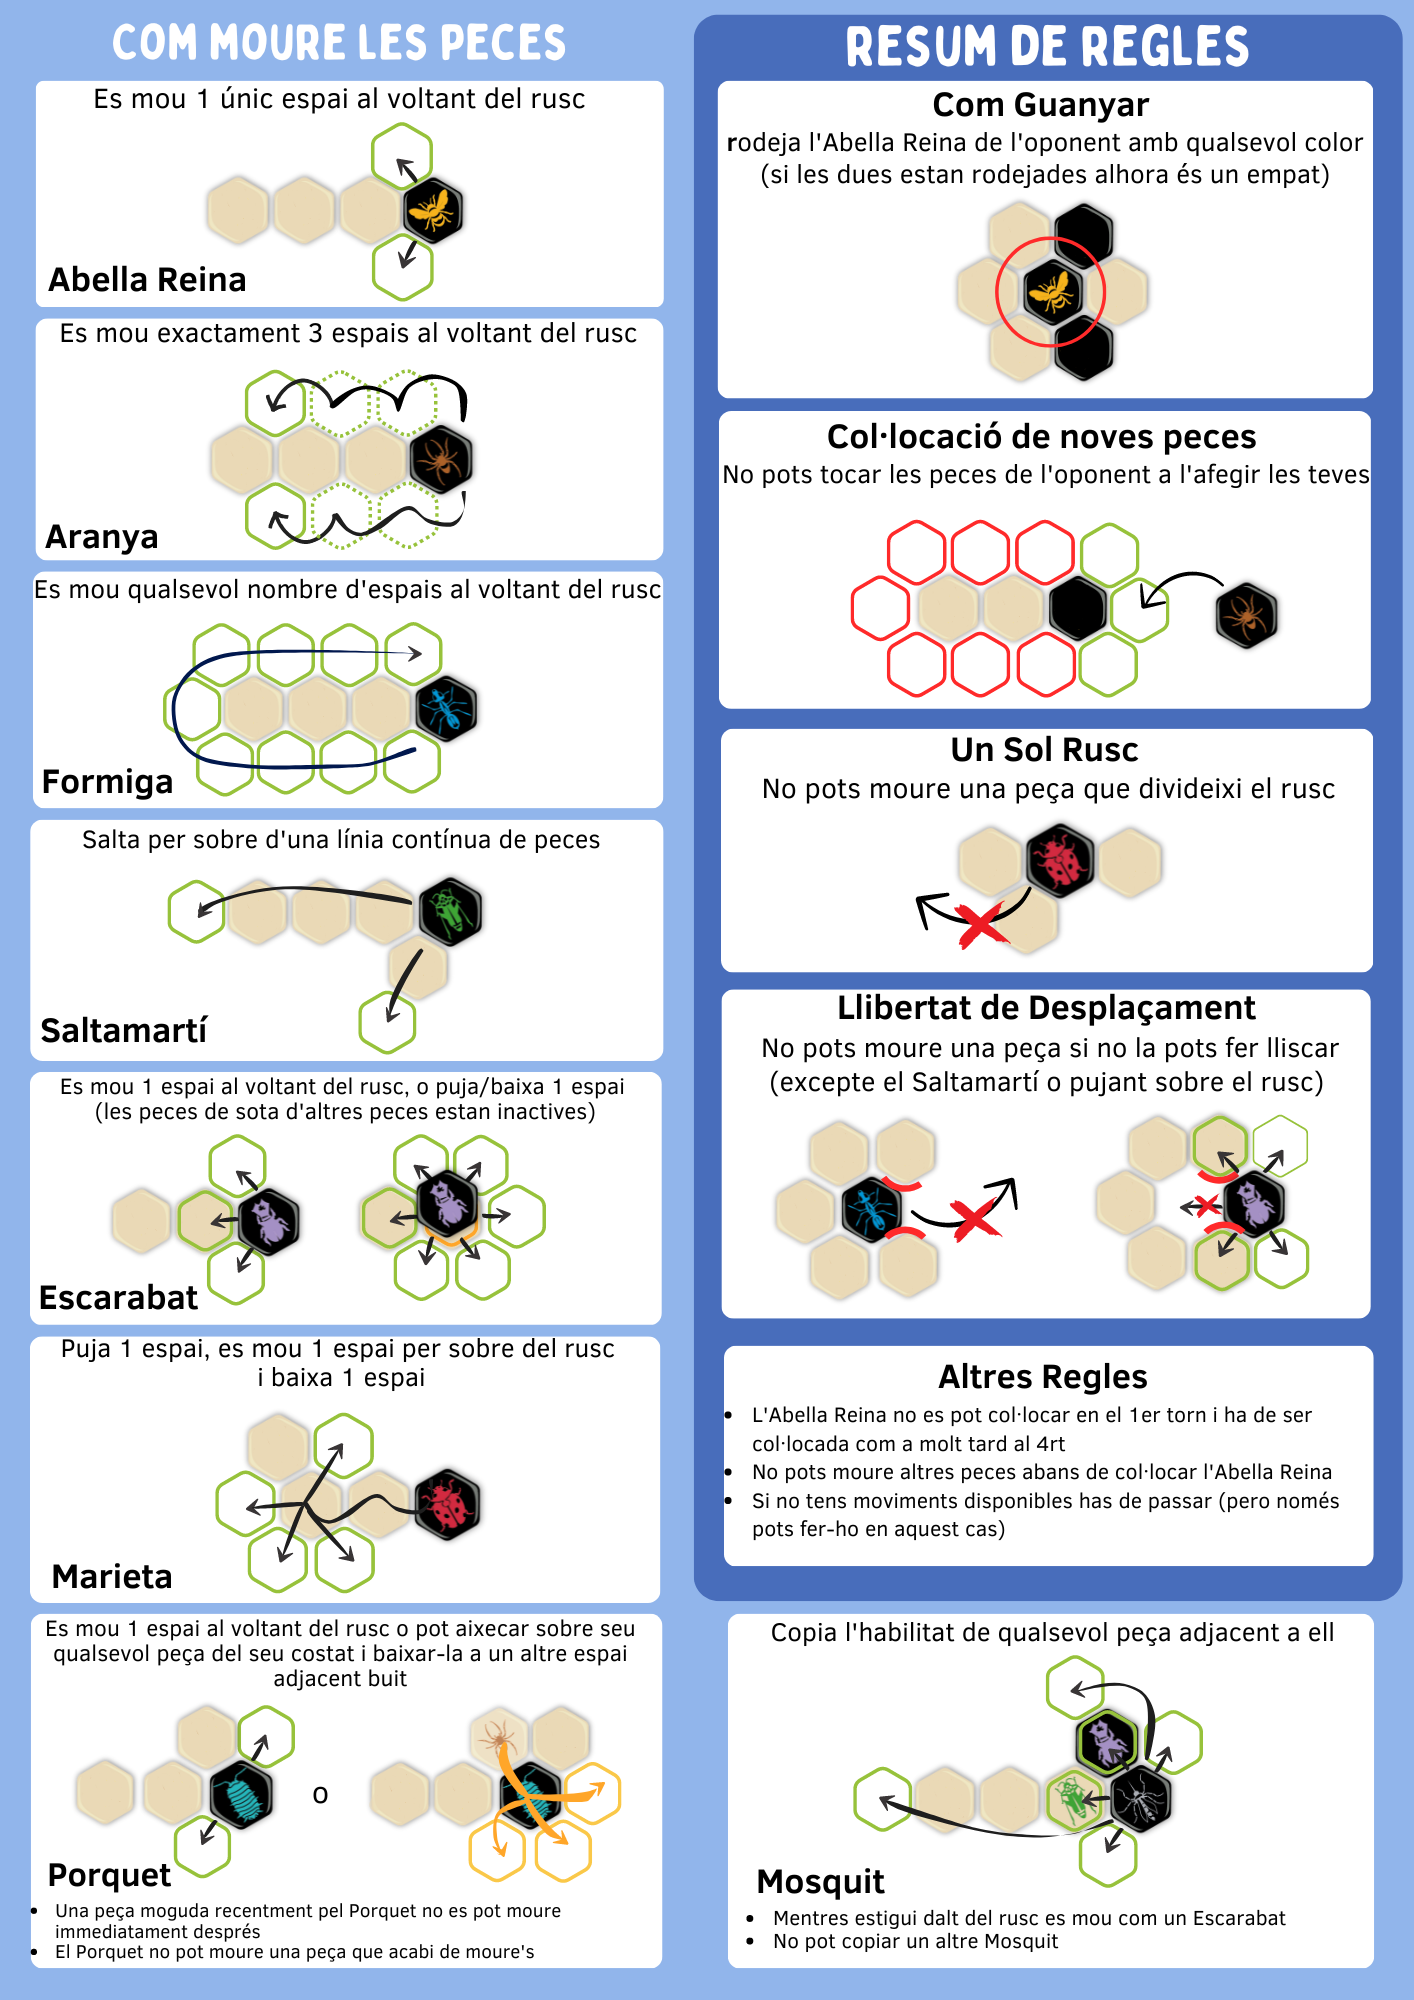 COM MOURE LES PECES
Es mou 1 únic espai al voltant del rusc
Abella Reina
Es mou exactament 3 espais al voltant del rusc
Aranya
Es mou qualsevol nombre d'espais al voltant del rusc
Formiga
Salta per sobre d'una línia contínua de peces
Saltamartí
Es mou 1 espai al voltant del rusc, o puja/baixa 1 espai
(les peces de sota d'altres peces estan inactives)
Escarabat
Puja 1 espai, es mou 1 espai per sobre del rusc
i baixa 1 espai
Marieta
Es mou 1 espai al voltant del rusc o pot aixecar sobre seu
qualsevol peça del seu costat i baixar-la a un altre espai
adjacent buit
o
Porquet
• Una peça moguda recentment pel Porquet no es pot moure
immediatament després
• El Porquet no pot moure una peça que acabi de moure's
RESUM DE REGLES
Com Guanyar
rodeja l'Abella Reina de l'oponent amb qualsevol color
(si les dues estan rodejades alhora és un empat)
Col·locació de noves peces
No pots tocar les peces de l'oponent a l'afegir les teves
Un Sol Rusc
No pots moure una peça que divideixi el rusc
Llibertat de Desplaçament
No pots moure una peça si no la pots fer lliscar
(excepte el Saltamartí o pujant sobre el rusc)
Altres Regles
• L'Abella Reina no es pot col·locar en el 1er torn i ha de ser
col·locada com a molt tard al 4rt
• No pots moure altres peces abans de col·locar l'Abella Reina
• Si no tens moviments disponibles has de passar (pero només
pots fer-ho en aquest cas)
Copia l'habilitat de qualsevol peça adjacent a ell
Mosquit
• Mentres estigui dalt del rusc es mou com un Escarabat
• No pot copiar un altre Mosquit